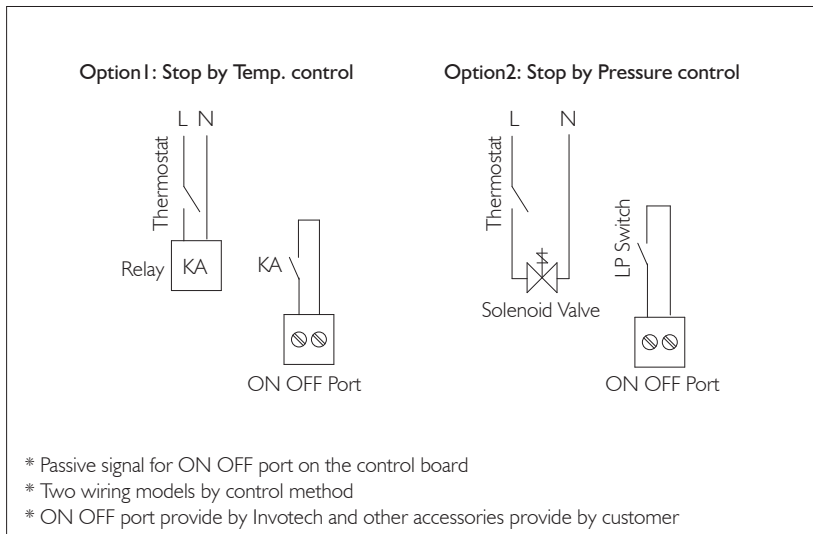 Option1: Stop by Temp. control
L N
Thermostat
Relay
KA
KA
ON OFF Port
Option2: Stop by Pressure control
L N
Thermostat
Solenoid Valve
LP Switch
ON OFF Port
* Passive signal for ON OFF port on the control board
* Two wiring models by control method
* ON OFF port provide by Invotech and other accessories provide by customer